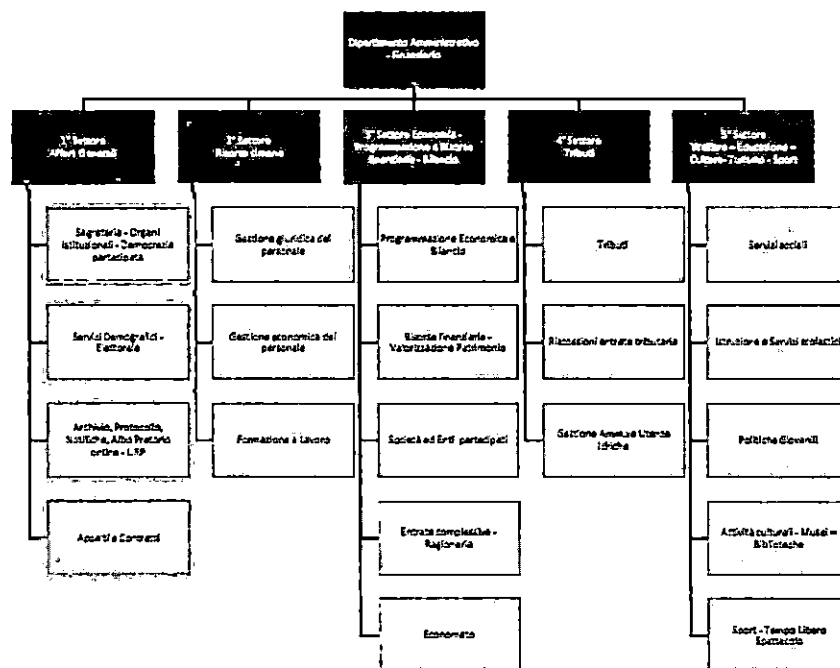 Dipartimento Amministrativo
- Finanziario
1° Settore
Affari Generali
2° Settore
Risorse Umane
3° Settore Economia -
Programmazione e Risorse
Finanziarie - Bilancio
4° Settore
Tributi
5° Settore
Welfare - Educazione -
Cultura - Turismo - Sport
Segreteria - Organi
Istituzionali - Democrazia
partecipata
Gestione giuridica del
personale
Programmazione Economica e
Bilancio
Tributi
Servizi sociali
Servizi Demografici -
Elettorale
Gestione economica del
personale
Risorse Finanziarie -
Valorizzazione Patrimonio
Riscossioni entrate tributarie
Istruzione e Servizi scolastici
Archivio, Protocollo,
Notifiche, Albo Pretorio
online - URP
Formazione e Lavoro
Società ed Enti partecipati
Gestione Utenze
Idriche
Politiche Giovanili
Appalti e Contratti
Entrate complessive -
Ragioneria
Attività culturali - Musei -
Biblioteche
Economato
Sport - Tempo Libero
Spettacolo